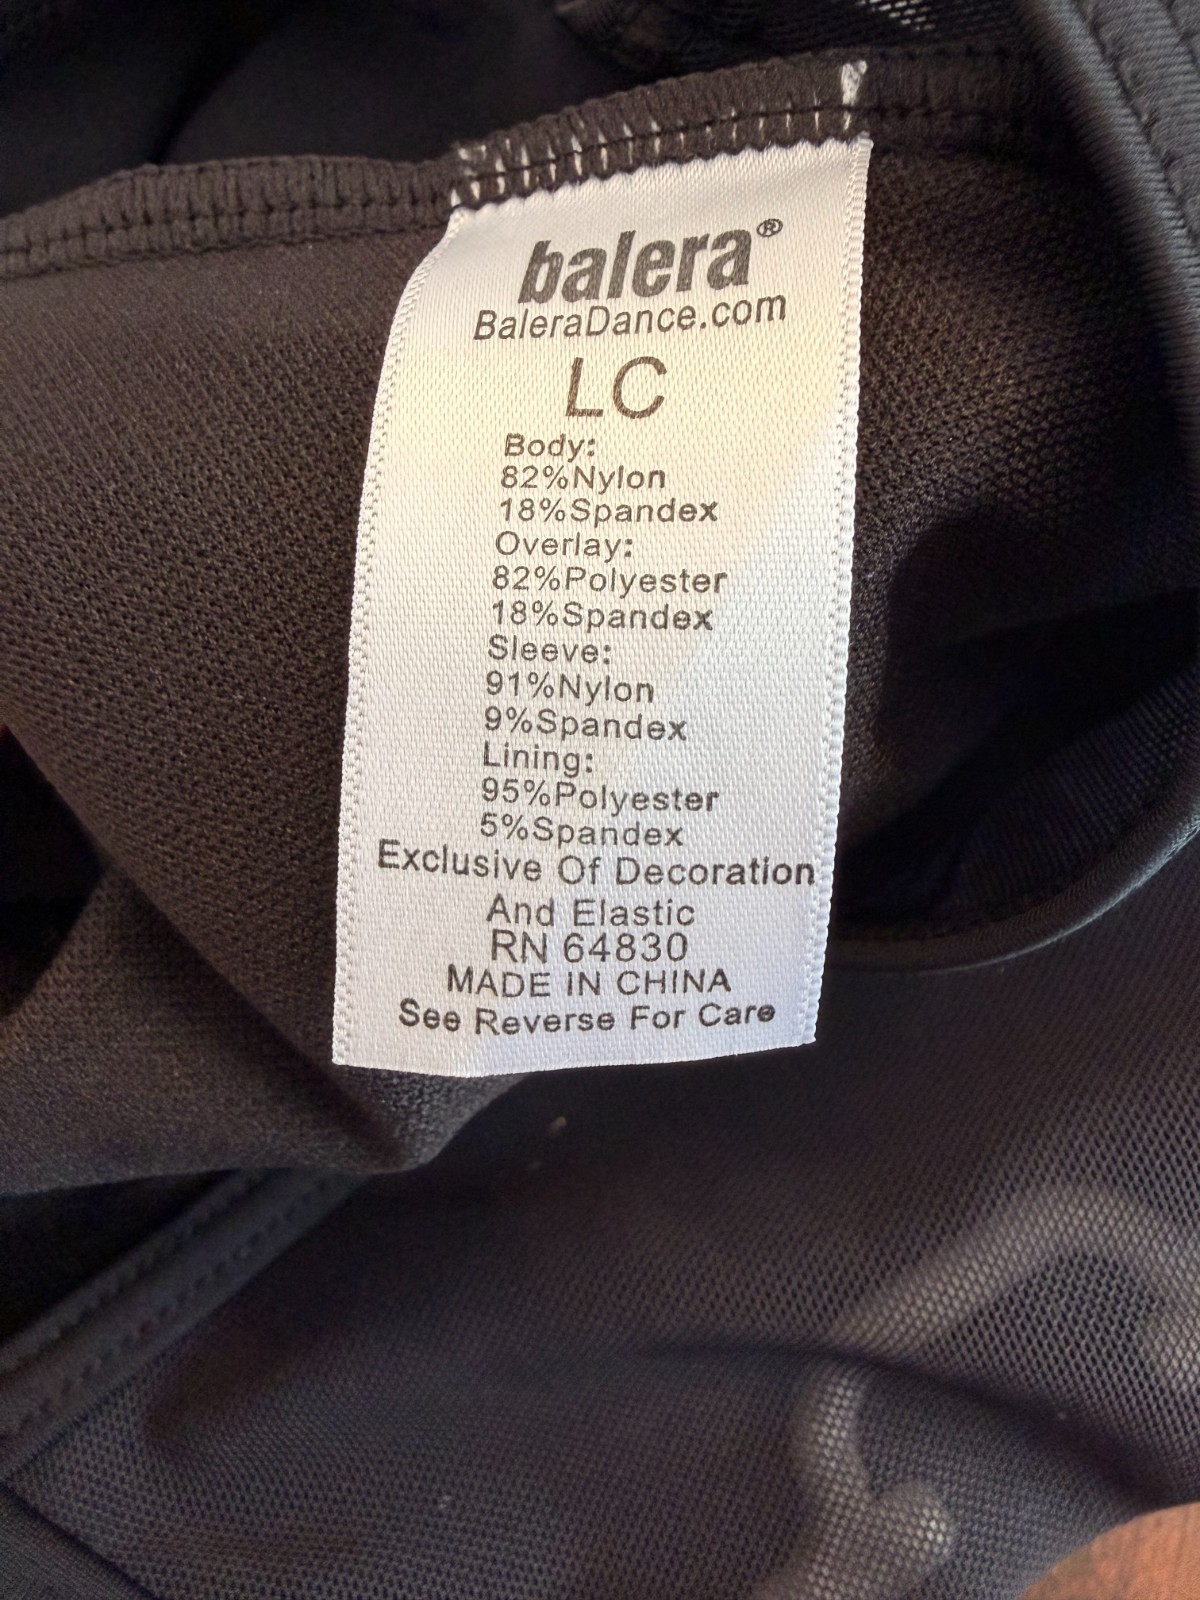 balera®
BaleraDance.com
LC
Body:
82%Nylon
18%Spandex
Overlay:
82%Polyester
18%Spandex
Sleeve:
91%Nylon
9%Spandex
Lining:
95%Polyester
5%Spandex
Exclusive Of Decoration
And Elastic
RN 64830
MADE IN CHINA
See Reverse For Care